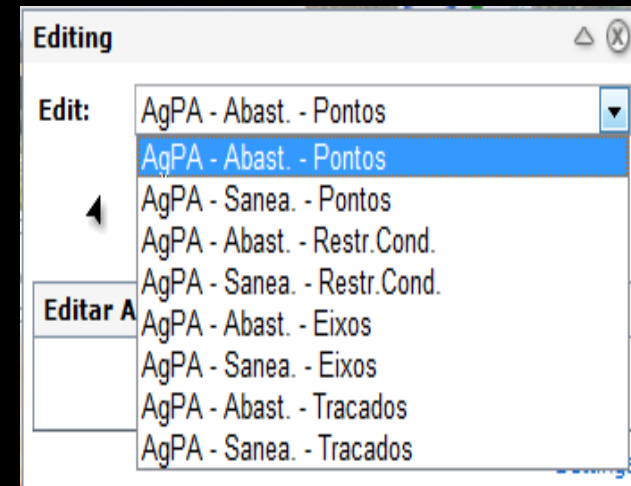 Editing
Edit: AgPA - Abast. - Pontos
AgPA - Abast. - Pontos
AgPA - Sanea. - Pontos
AgPA - Abast. - Restr.Cond.
AgPA - Sanea. - Restr.Cond.
Editar A
AgPA - Abast. - Eixos
AgPA - Sanea. - Eixos
AgPA - Abast. - Tracados
AgPA - Sanea. - Tracados